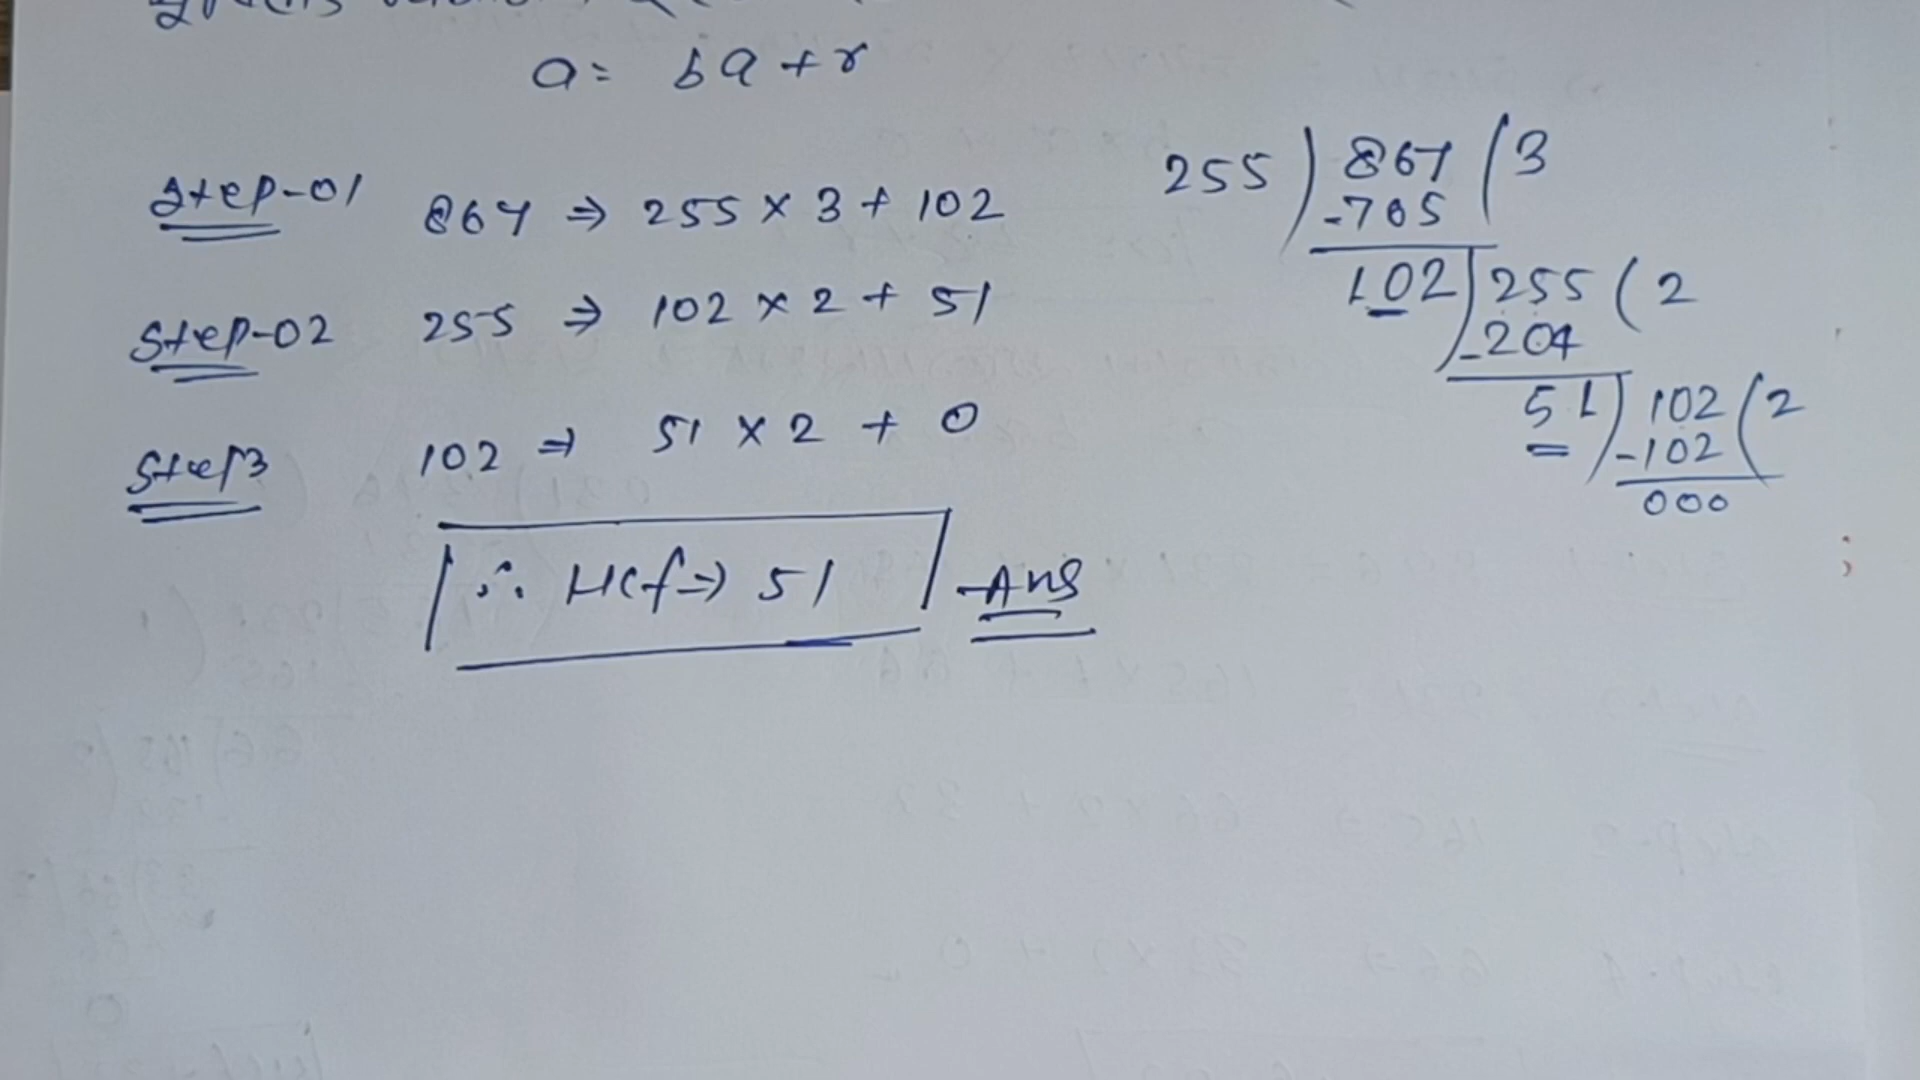 a = bq + r
Step-01 867 ⇒ 255 × 3 + 102
Step-02 255 ⇒ 102 × 2 + 51
Step3 102 ⇒ 51 × 2 + 0
∴ Hcf ⇒ 51 Ans
255 ) 867 ( 3
-765
102 ) 255 ( 2
-204
51 ) 102 ( 2
-102
000